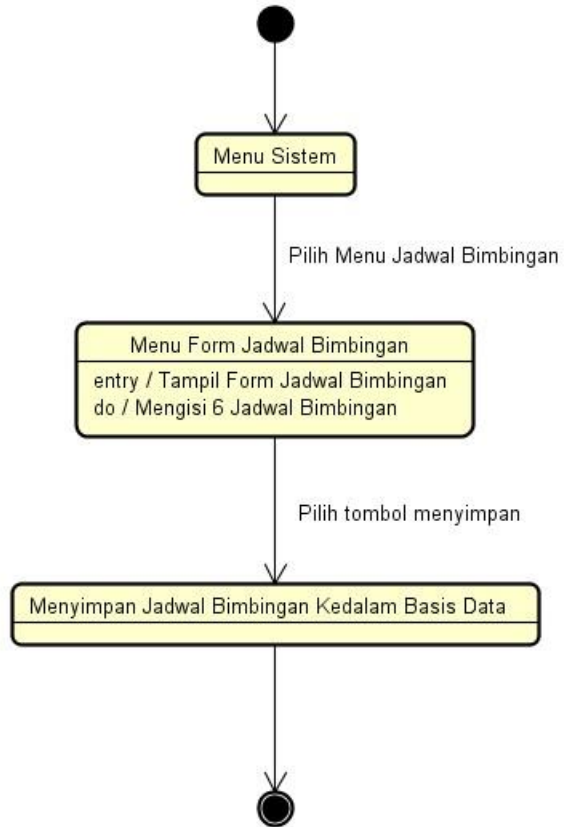 Menu Sistem
Pilih Menu Jadwal Bimbingan
Menu Form Jadwal Bimbingan
entry / Tampil Form Jadwal Bimbingan
do / Mengisi 6 Jadwal Bimbingan
Pilih tombol menyimpan
Menyimpan Jadwal Bimbingan Kedalam Basis Data